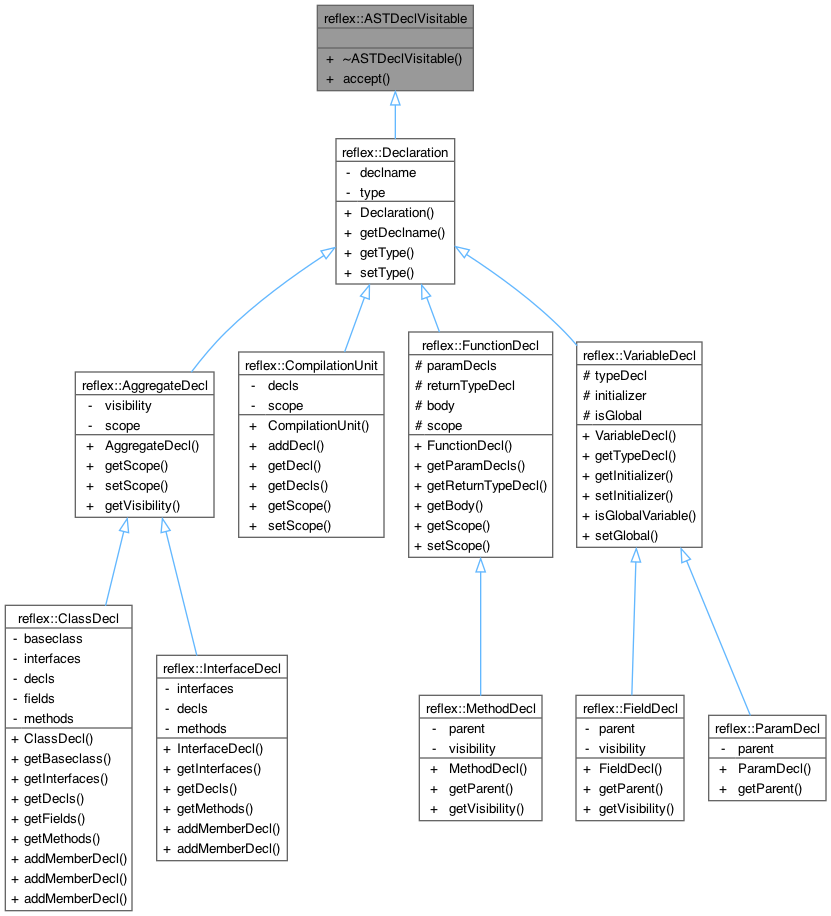 reflex::ASTDeclVisitable
+ ~ASTDeclVisitable()
+ accept()
reflex::Declaration
- declname
- type
+ Declaration()
+ getDeclname()
+ getType()
+ setType()
reflex::AggregateDecl
- visibility
- scope
+ AggregateDecl()
+ getScope()
+ setScope()
+ getVisibility()
reflex::CompilationUnit
- decls
- scope
+ CompilationUnit()
+ addDecl()
+ getDecl()
+ getDecls()
+ getScope()
+ setScope()
reflex::FunctionDecl
# paramDecls
# returnTypeDecl
# body
# scope
+ FunctionDecl()
+ getParamDecls()
+ getReturnTypeDecl()
+ getBody()
+ getScope()
+ setScope()
reflex::VariableDecl
# typeDecl
# initializer
# isGlobal
+ VariableDecl()
+ getTypeDecl()
+ getInitializer()
+ setInitializer()
+ isGlobalVariable()
+ setGlobal()
reflex::ClassDecl
- baseclass
- interfaces
- decls
- fields
- methods
+ ClassDecl()
+ getBaseclass()
+ getInterfaces()
+ getDecls()
+ getFields()
+ getMethods()
+ addMemberDecl()
+ addMemberDecl()
+ addMemberDecl()
reflex::InterfaceDecl
- interfaces
- decls
- methods
+ InterfaceDecl()
+ getInterfaces()
+ getDecls()
+ getMethods()
+ addMemberDecl()
+ addMemberDecl()
reflex::MethodDecl
- parent
- visibility
+ MethodDecl()
+ getParent()
+ getVisibility()
reflex::FieldDecl
- parent
- visibility
+ FieldDecl()
+ getParent()
+ getVisibility()
reflex::ParamDecl
- parent
+ ParamDecl()
+ getParent()